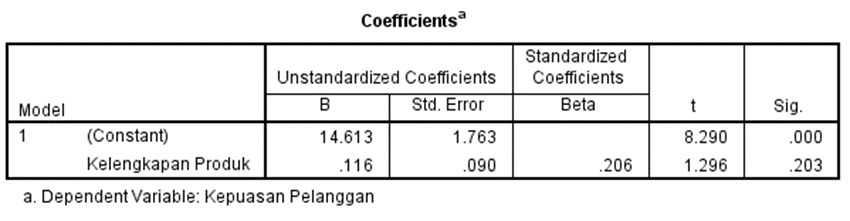 Coefficientsa
Model Unstandardized Coefficients Standardized Coefficients t Sig.
B Std. Error Beta
1 (Constant) 14.613 1.763 8.290 .000
Kelengkapan Produk .116 .090 .206 1.296 .203
a. Dependent Variable: Kepuasan Pelanggan